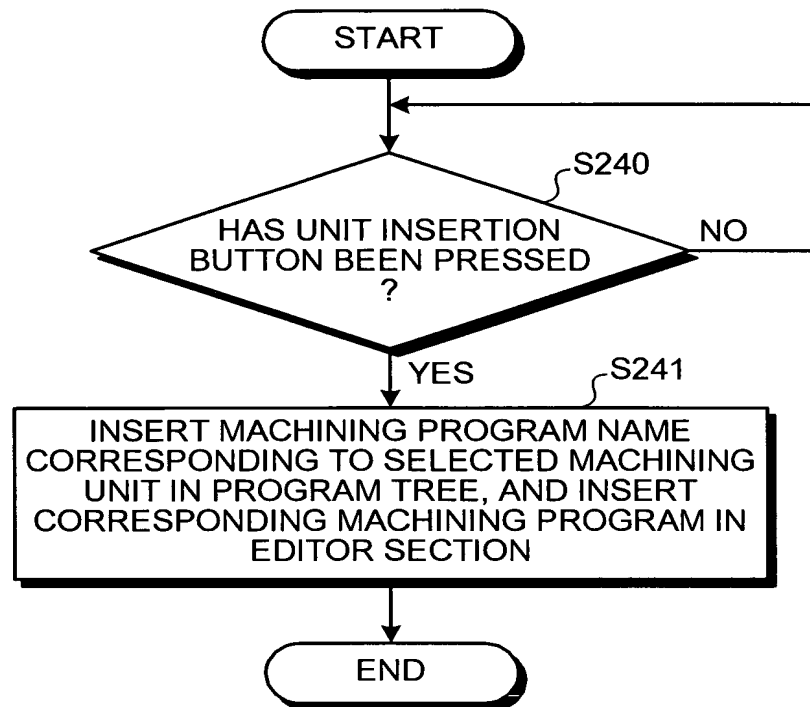 START
S240
HAS UNIT INSERTION
BUTTON BEEN PRESSED
?
NO
YES
S241
INSERT MACHINING PROGRAM NAME
CORRESPONDING TO SELECTED MACHINING
UNIT IN PROGRAM TREE, AND INSERT
CORRESPONDING MACHINING PROGRAM IN
EDITOR SECTION
END